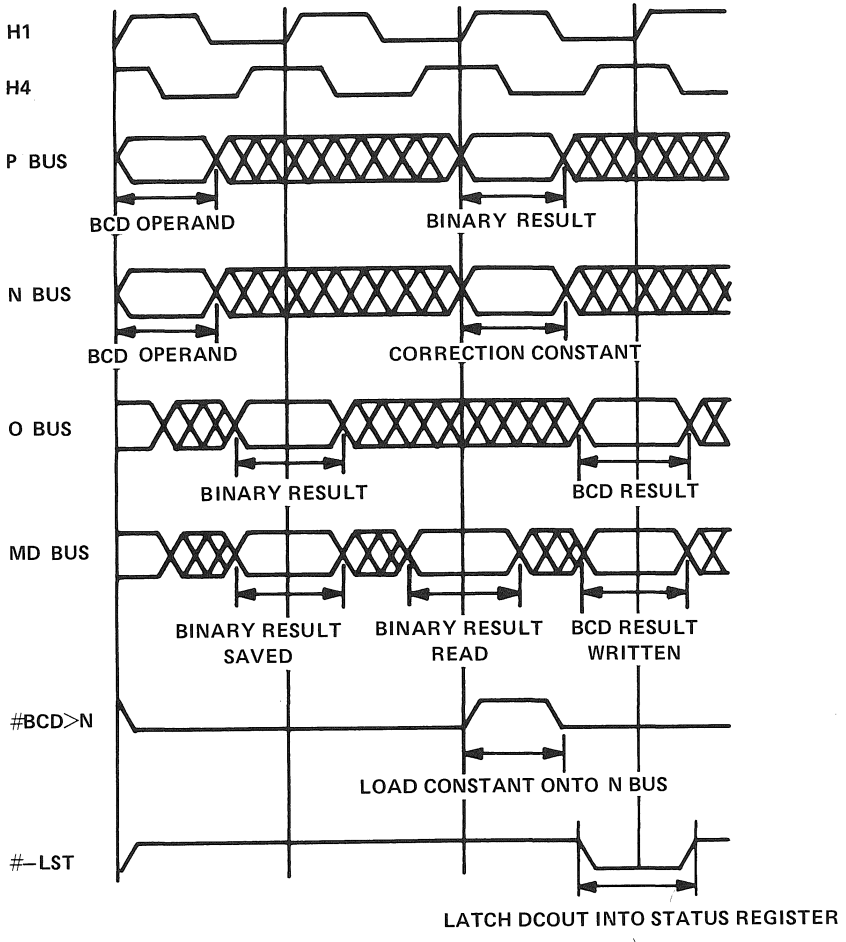 H1
H4
P BUS
BCD OPERAND
BINARY RESULT
N BUS
BCD OPERAND
CORRECTION CONSTANT
O BUS
BINARY RESULT
BCD RESULT
MD BUS
BINARY RESULT
SAVED
BINARY RESULT
READ
BCD RESULT
WRITTEN
#BCD>N
LOAD CONSTANT ONTO N BUS
#−LST
LATCH DCOUT INTO STATUS REGISTER